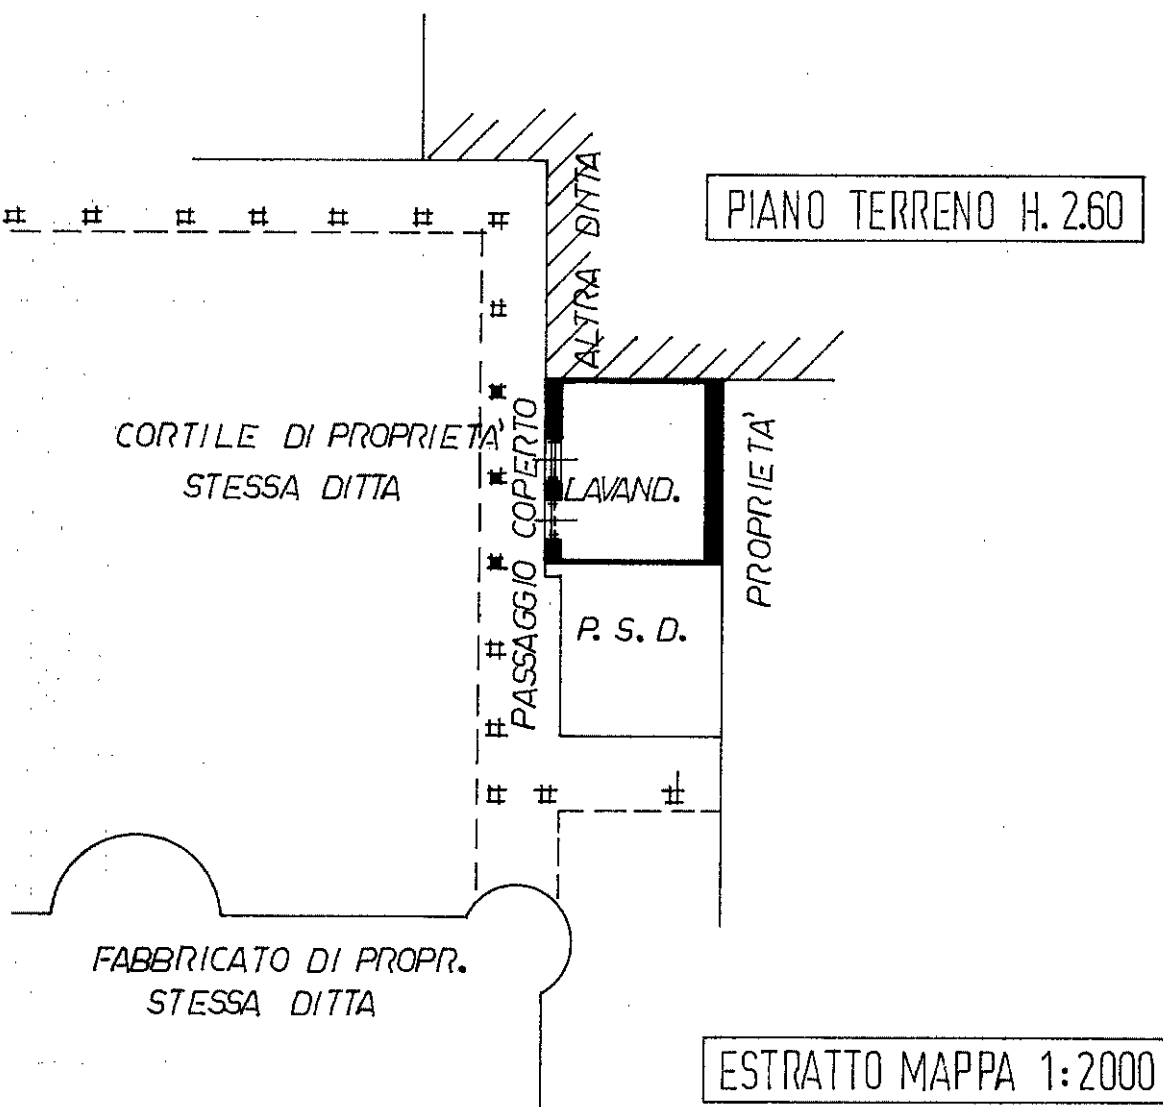 PIANO TERRENO H. 2.60
ALTRA DITTA
PROPRIETA'
CORTILE DI PROPRIETA'
STESSA DITTA
PASSAGGIO COPERTO
LAVAND.
P. S. D.
FABBRICATO DI PROPR.
STESSA DITTA
ESTRATTO MAPPA 1:2000